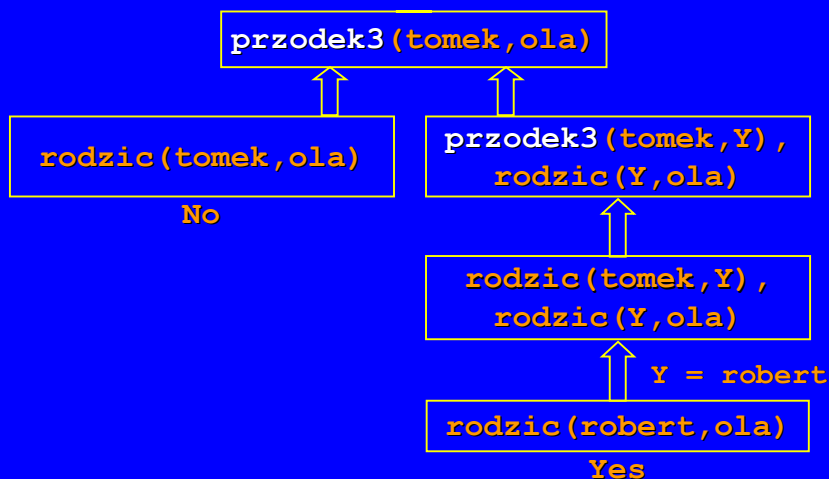 przodek3(tomek,ola)
rodzic(tomek,ola)
No
przodek3(tomek,Y),
rodzic(Y,ola)
rodzic(tomek,Y),
rodzic(Y,ola)
Y = robert
rodzic(robert,ola)
Yes